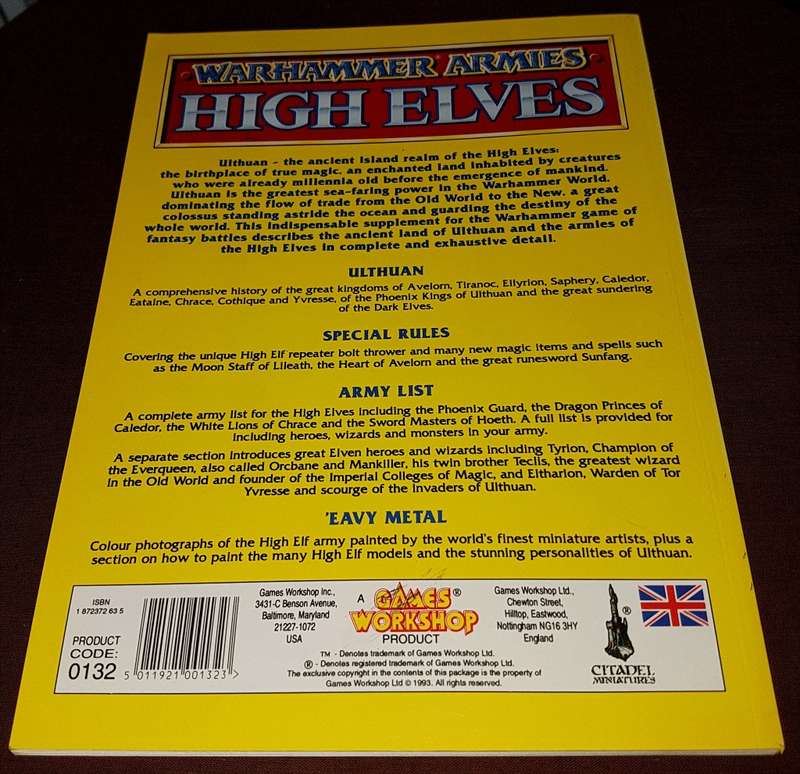 WARHAMMER ARMIES
HIGH ELVES
Ulthuan - the ancient island realm of the High Elves:
the birthplace of true magic, an enchanted land inhabited by creatures
who were already millennia old before the emergence of mankind.
Ulthuan is the greatest sea-faring power in the Warhammer World,
dominating the flow of trade from the Old World to the New, a great
colossus standing astride the ocean and guarding the destiny of the
whole world. This indispensable supplement for the Warhammer game of
fantasy battles describes the ancient land of Ulthuan and the armies of
the High Elves in complete and exhaustive detail.
ULTHUAN
A comprehensive history of the great kingdoms of Avelorn, Tiranoc, Ellyrion, Saphery, Caledor,
Eataine, Chrace, Cothique and Yvresse, of the Phoenix Kings of Ulthuan and the great sundering
of the Dark Elves.
SPECIAL RULES
Covering the unique High Elf repeater bolt thrower and many new magic items and spells such
as the Moon Staff of Lileath, the Heart of Avelorn and the great runesword Sunfang.
ARMY LIST
A complete army list for the High Elves including the Phoenix Guard, the Dragon Princes of
Caledor, the White Lions of Chrace and the Sword Masters of Hoeth. A full list is provided for
including heroes, wizards and monsters in your army.
A separate section introduces great Elven heroes and wizards including Tyrion, Champion of
the Everqueen, also called Orcbane and Mankiller, his twin brother Teclis, the greatest wizard
in the Old World and founder of the Imperial Colleges of Magic, and Eltharion, Warden of Tor
Yvresse and scourge of the invaders of Ulthuan.
'EAVY METAL
Colour photographs of the High Elf army painted by the world's finest miniature artists, plus a
section on how to paint the many High Elf models and the stunning personalities of Ulthuan.
ISBN
1 872372 63 5
PRODUCT
CODE:
0132
5 011921 001323 >
Games Workshop Inc.,
3431-C Benson Avenue,
Baltimore, Maryland
21227-1072
USA
A GAMES ®
WORKSHOP
PRODUCT
Games Workshop Ltd.,
Chewton Street,
Hilltop, Eastwood,
Nottingham NG16 3HY
England
™ - Denotes trademark of Games Workshop Ltd.
® - Denotes registered trademark of Games Workshop Ltd.
The exclusive copyright in the contents of this package is the property of
Games Workshop Ltd © 1993. All rights reserved.
®
CITADEL
MINIATURES